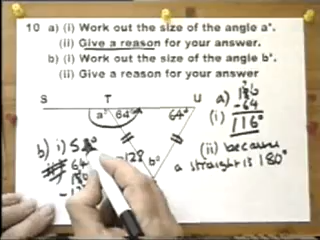 10 a) (i) Work out the size of the angle a°.
(ii) Give a reason for your answer.
b) (i) Work out the size of the angle b°.
(ii) Give a reason for your answer
S T U
a° 64° 64°
a)
-64
(i) 116°
b) i) 5
128 b°
(ii) because
a straight is 180°
64
180